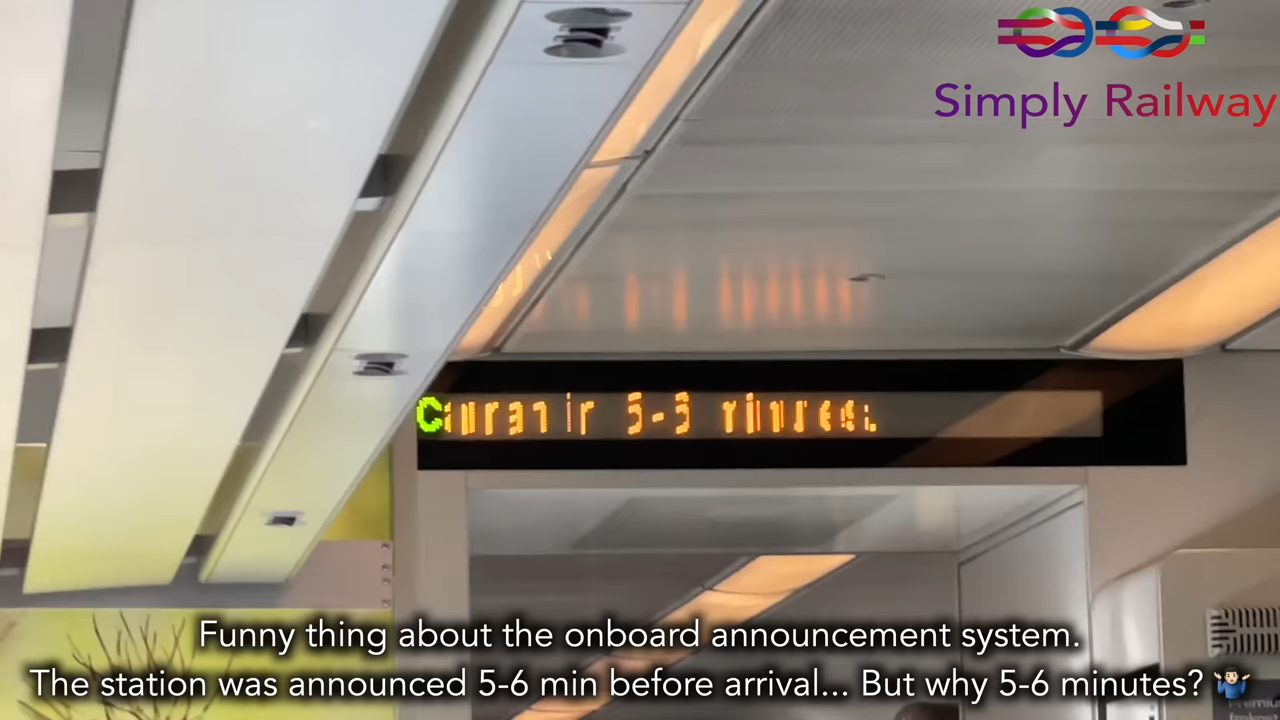 Simply Railway
Funny thing about the onboard announcement system.
The station was announced 5-6 min before arrival... But why 5-6 minutes? 🤷🏻‍♂️